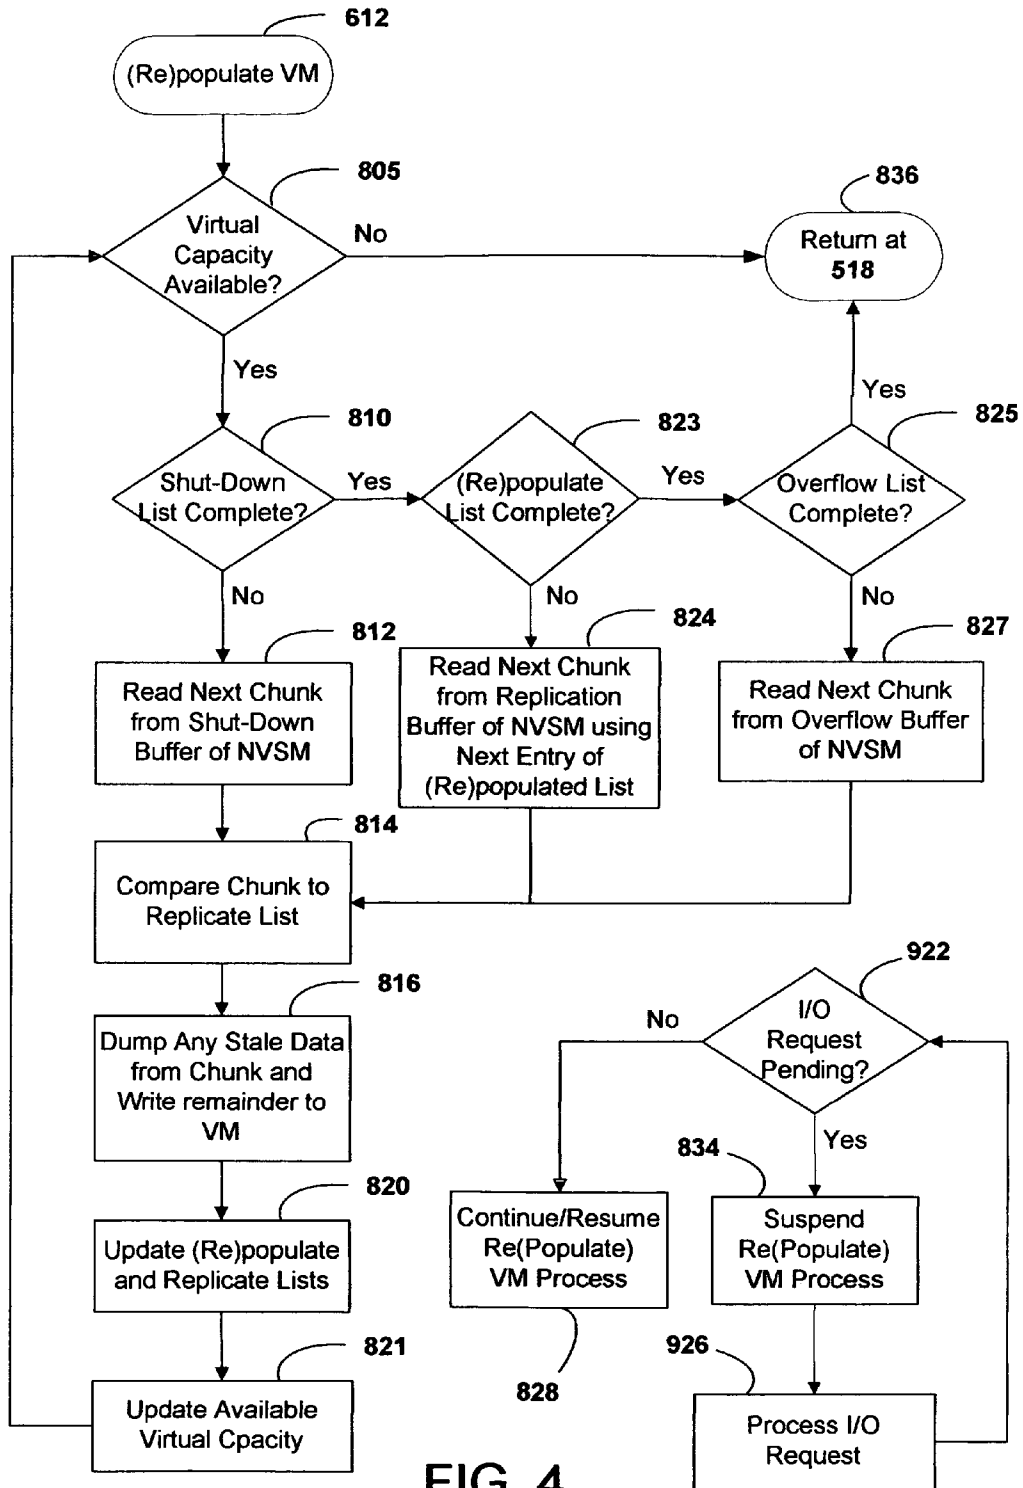 612
(Re)populate VM
805
Virtual
Capacity
Available?
No
836
Return at
518
Yes
Yes
810
Shut-Down
List Complete?
Yes
823
(Re)populate
List Complete?
Yes
825
Overflow List
Complete?
No
No
No
812
Read Next Chunk
from Shut-Down
Buffer of NVSM
824
Read Next Chunk
from Replication
Buffer of NVSM using
Next Entry of
(Re)populated List
827
Read Next Chunk
from Overflow Buffer
of NVSM
814
Compare Chunk to
Replicate List
816
Dump Any Stale Data
from Chunk and
Write remainder to
VM
820
Update (Re)populate
and Replicate Lists
821
Update Available
Virtual Cpacity
922
I/O
Request
Pending?
No
Yes
834
Continue/Resume
Re(Populate)
VM Process
828
Suspend
Re(Populate)
VM Process
926
Process I/O
Request
FIG. 4